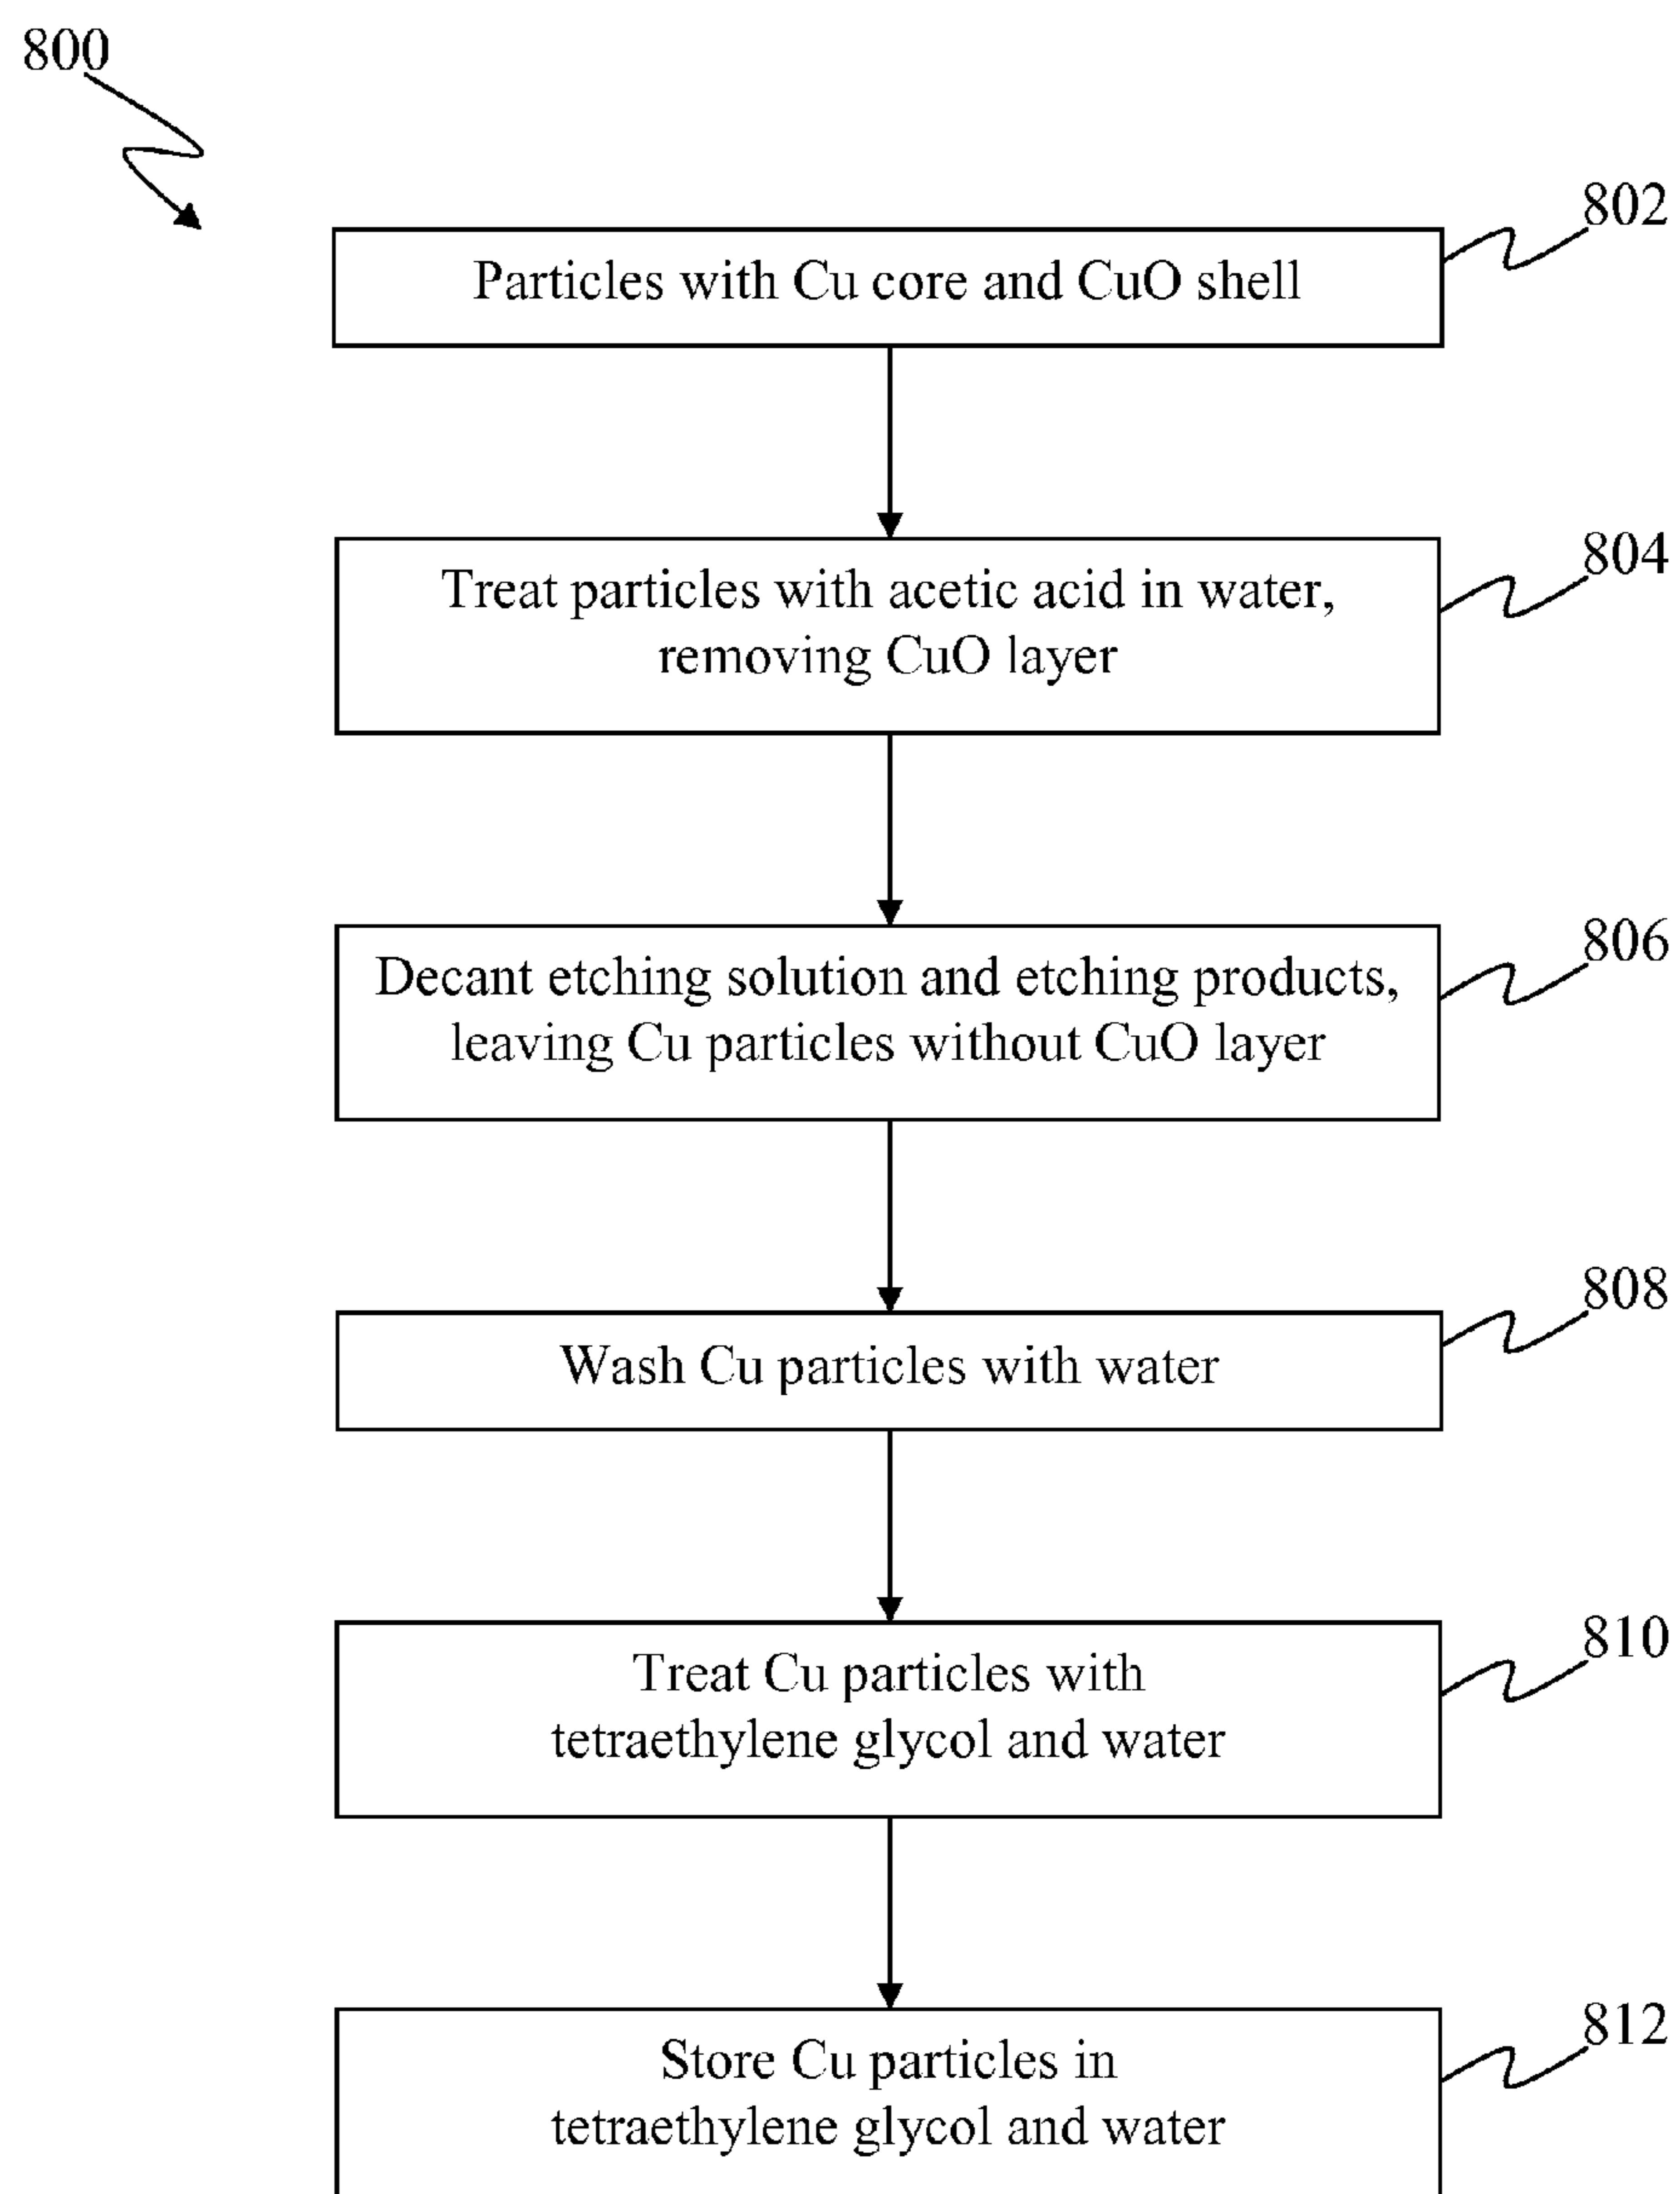 800
802
Particles with Cu core and CuO shell
804
Treat particles with acetic acid in water,
removing CuO layer
806
Decant etching solution and etching products,
leaving Cu particles without CuO layer
808
Wash Cu particles with water
810
Treat Cu particles with
tetraethylene glycol and water
812
Store Cu particles in
tetraethylene glycol and water